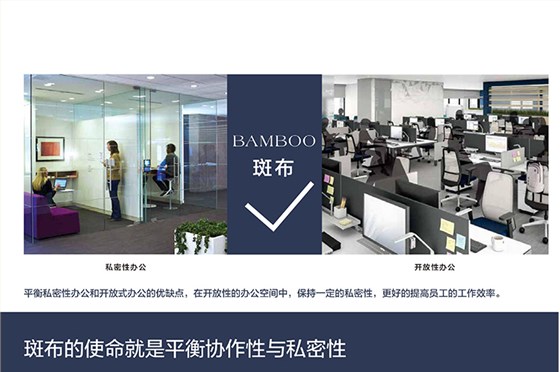 BAMBOO
斑布
私密性办公
开放性办公
平衡私密性办公和开放式办公的优缺点，在开放性的办公空间中，保持一定的私密性，更好的提高员工的工作效率。
斑布的使命就是平衡协作性与私密性